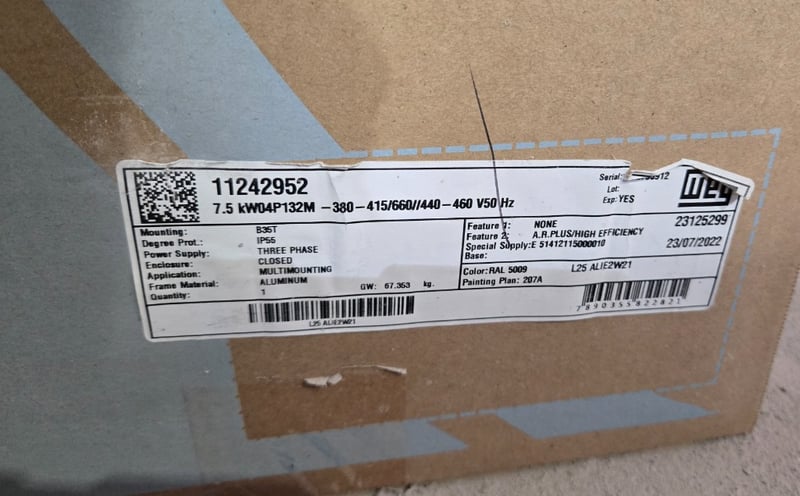 11242952
7.5 kW04P132M -380-415/660//440-460 V50 Hz
Serial: 912
Lot:
Exp: YES
WEG
Mounting: B35T
Degree Prot.: IP55
Power Supply: THREE PHASE
Enclosure: CLOSED
Application: MULTIMOUNTING
Frame Material: ALUMINUM
Quantity: 1
GW: 67.353 kg.
Feature 1: NONE
Feature 2: A.R.PLUS/HIGH EFFICIENCY
Special Supply:E 51412115000010
Base:
23125299
23/07/2022
Color:RAL 5009
L25 ALIE2W21
Painting Plan: 207A
L25 ALIE2W21
7890355822821